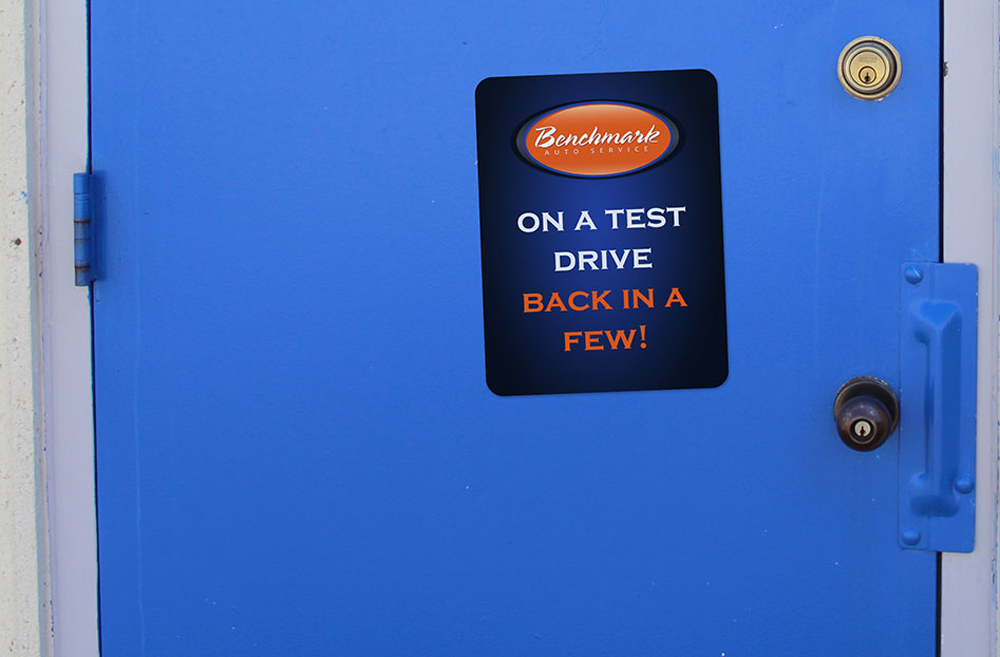 Benchmark
AUTO SERVICE
ON A TEST
DRIVE
BACK IN A
FEW!